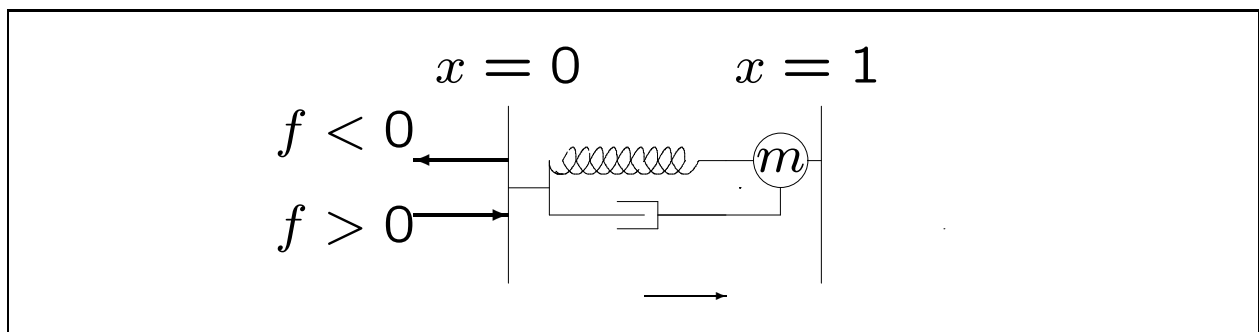 x = 0
x = 1
f < 0
m
f > 0